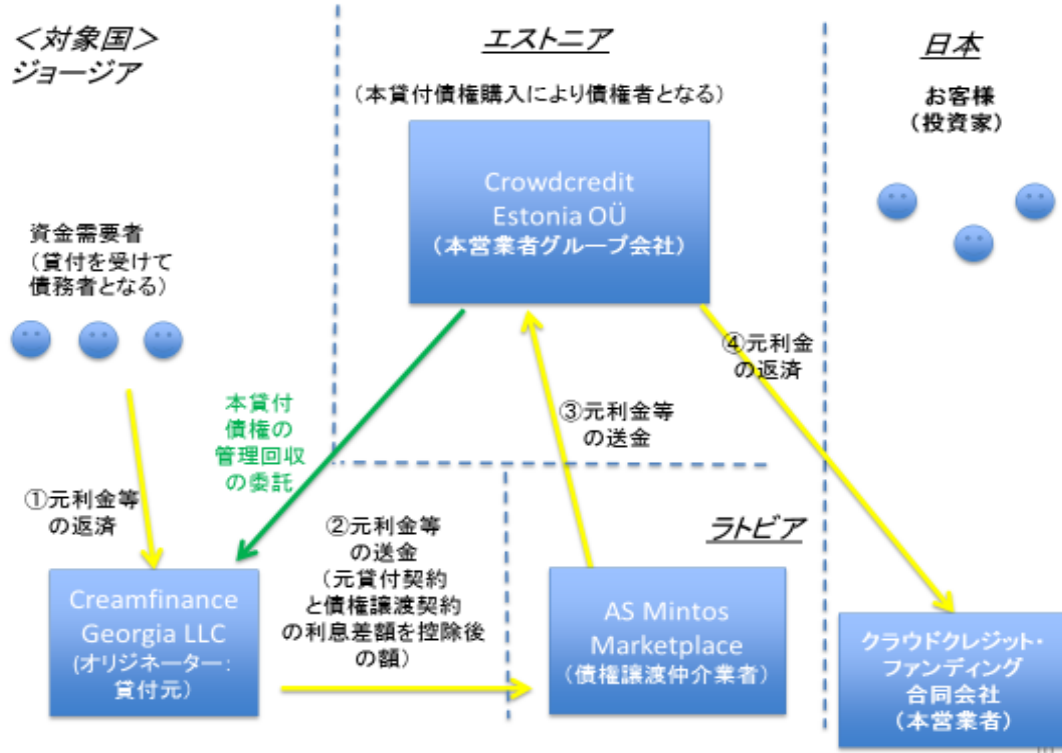 ＜対象国＞
ジョージア
エストニア
日本
（本貸付債権購入により債権者となる）
お客様
（投資家）
Crowdcredit
Estonia OÜ
（本営業者グループ会社）
資金需要者
（貸付を受けて
債務者となる）
④元利金
の返済
本貸付
債権の
管理回収
の委託
③元利金等
の送金
①元利金等
の返済
②元利金等
の送金
（元貸付契約
と債権譲渡契約
の利息差額を控除後
の額）
ラトビア
Creamfinance
Georgia LLC
(オリジネーター：
貸付元）
AS Mintos
Marketplace
（債権譲渡仲介業者）
クラウドクレジット・
ファンディング
合同会社
（本営業者）